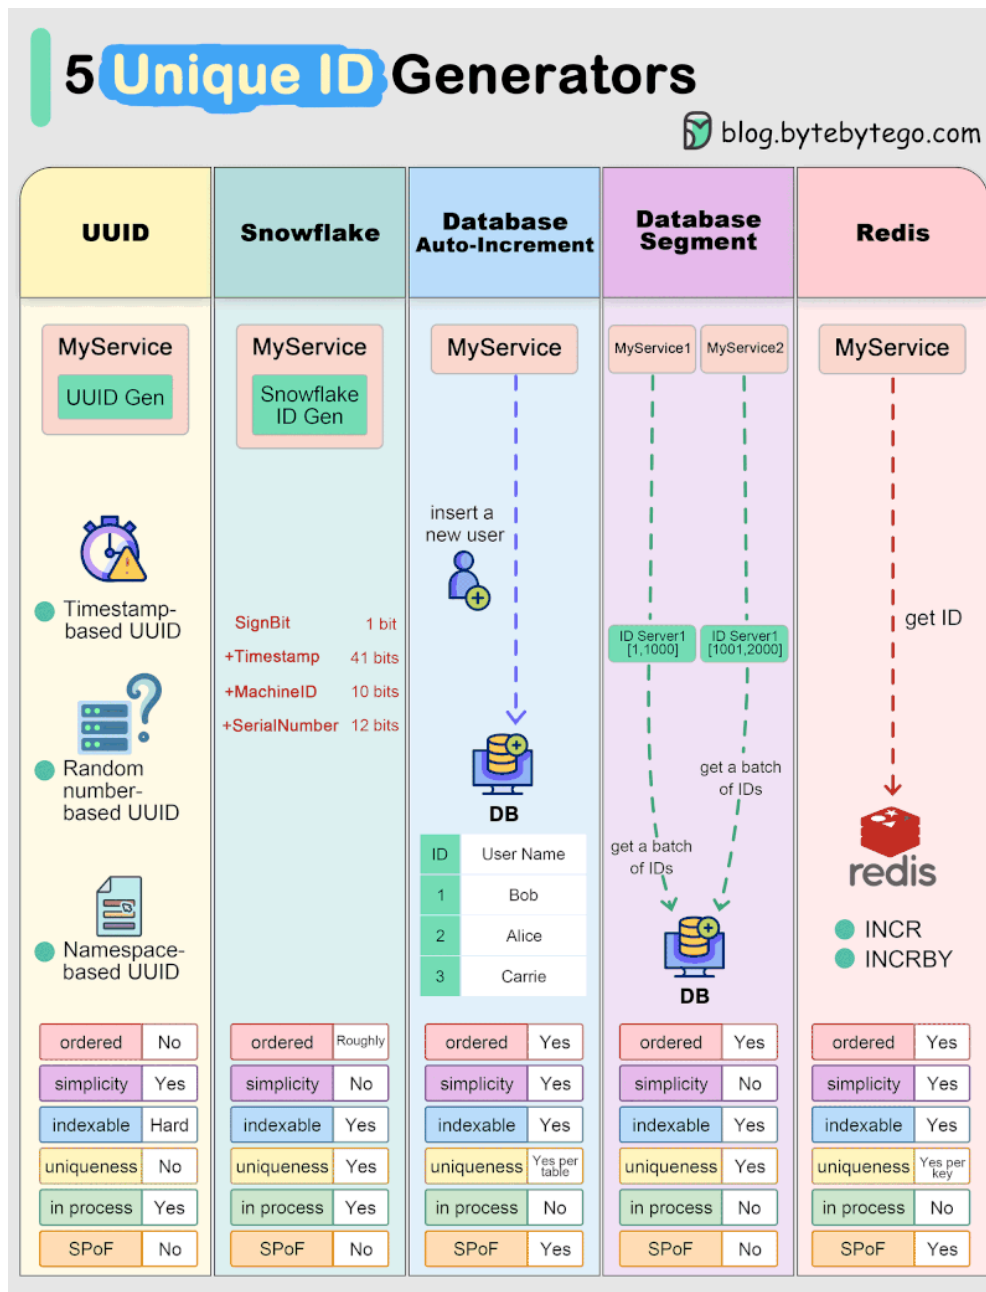 5 Unique ID Generators
blog.bytebytego.com
UUID
MyService
UUID Gen
Timestamp-
based UUID
Random
number-
based UUID
Namespace-
based UUID
ordered No
simplicity Yes
indexable Hard
uniqueness No
in process Yes
SPoF No
Snowflake
MyService
Snowflake
ID Gen
SignBit 1 bit
+Timestamp 41 bits
+MachineID 10 bits
+SerialNumber 12 bits
ordered Roughly
simplicity No
indexable Yes
uniqueness Yes
in process Yes
SPoF No
Database
Auto-Increment
MyService
insert a
new user
DB
ID User Name
1 Bob
2 Alice
3 Carrie
ordered Yes
simplicity Yes
indexable Yes
uniqueness Yes per
table
in process No
SPoF Yes
Database
Segment
MyService1 MyService2
ID Server1
[1,1000]
ID Server1
[1001,2000]
get a batch
of IDs
get a batch
of IDs
DB
ordered Yes
simplicity No
indexable Yes
uniqueness Yes
in process No
SPoF No
Redis
MyService
get ID
redis
INCR
INCRBY
ordered Yes
simplicity Yes
indexable Yes
uniqueness Yes per
key
in process No
SPoF Yes